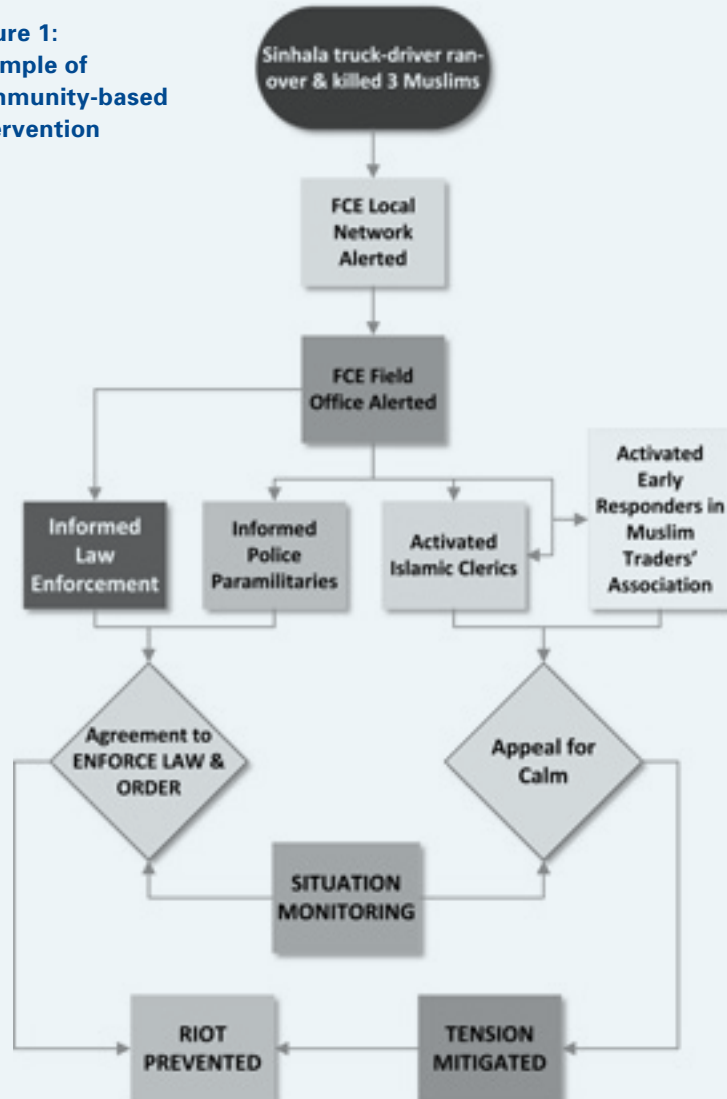 ure 1:
mple of
mmunity-based
ervention
Sinhala truck-driver ran-
over & killed 3 Muslims
FCE Local
Network
Alerted
FCE Field
Office Alerted
Informed
Law
Enforcement
Informed
Police
Paramilitaries
Activated
Islamic Clerics
Activated
Early
Responders in
Muslim
Traders'
Association
Agreement to
ENFORCE LAW &
ORDER
Appeal for
Calm
SITUATION
MONITORING
RIOT
PREVENTED
TENSION
MITIGATED